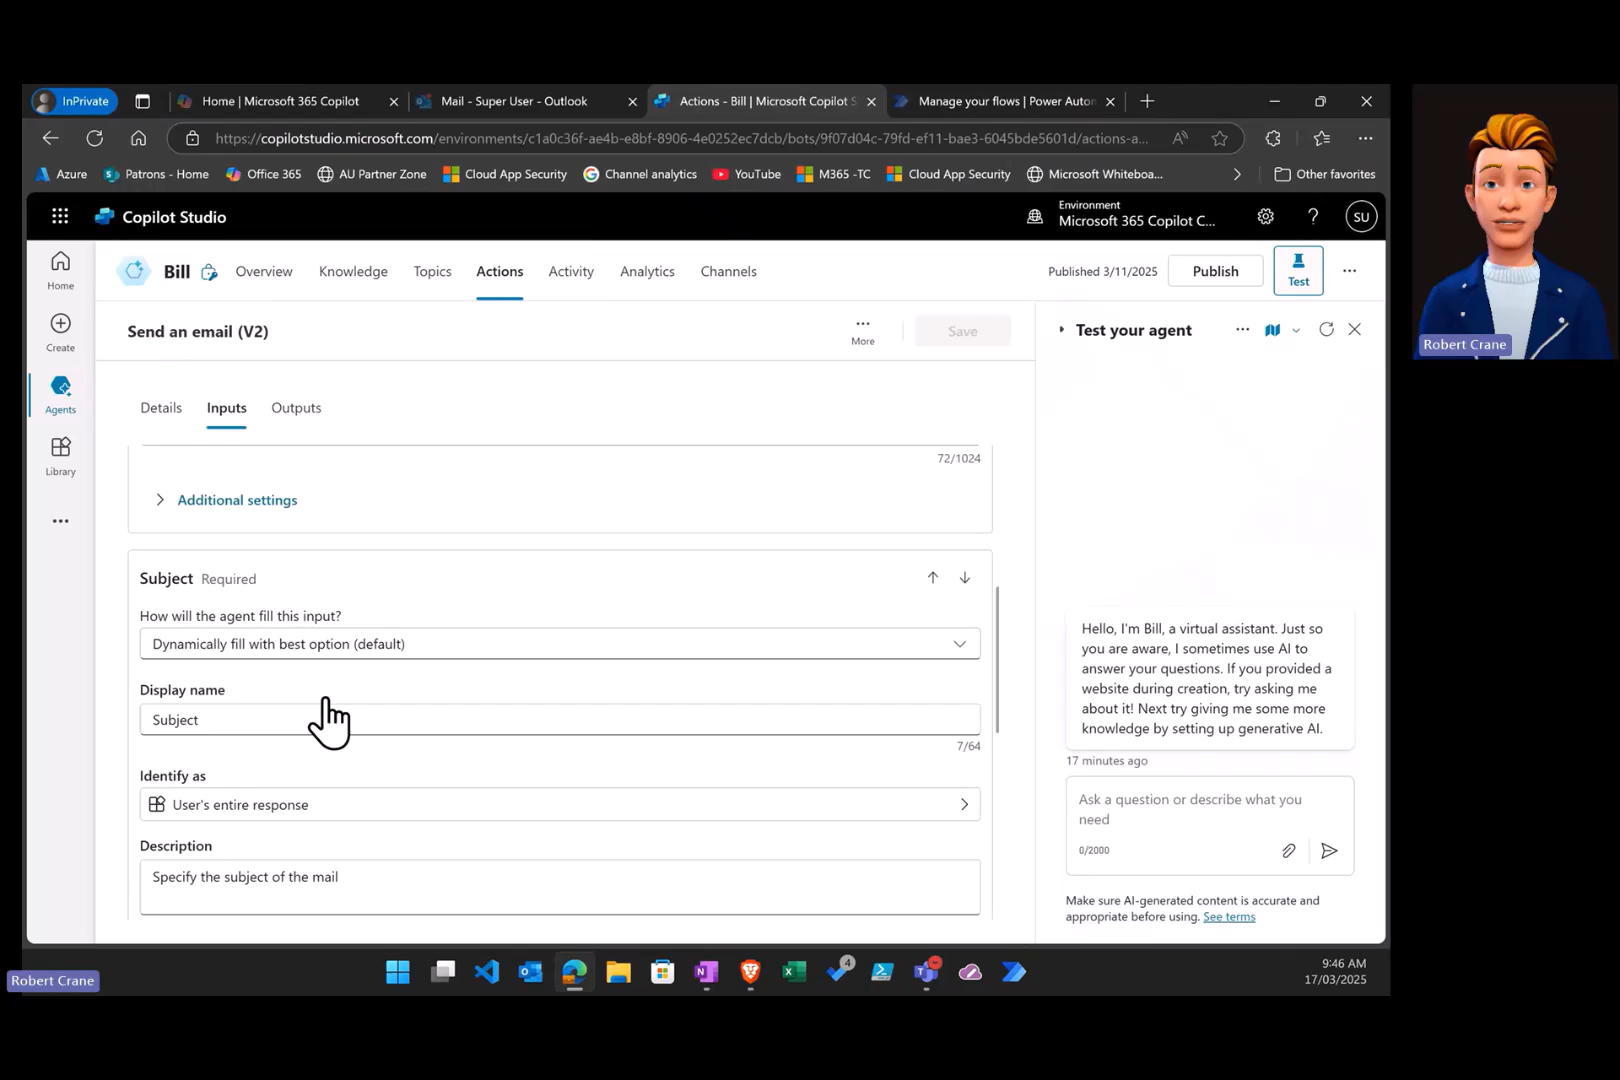 InPrivate
Home | Microsoft 365 Copilot
Mail - Super User - Outlook
Actions - Bill | Microsoft Copilot S
Manage your flows | Power Auton
https://copilotstudio.microsoft.com/environments/c1a0c36f-ae4b-e8bf-8906-4e0252ec7dcb/bots/9f07d04c-79fd-ef11-bae3-6045bde5601d/actions-a...
Azure
Patrons - Home
Office 365
AU Partner Zone
Cloud App Security
Channel analytics
YouTube
M365 -TC
Cloud App Security
Microsoft Whiteboa...
Other favorites
Copilot Studio
Environment
Microsoft 365 Copilot C...
SU
Home
Create
Agents
Library
Bill
Overview
Knowledge
Topics
Actions
Activity
Analytics
Channels
Published 3/11/2025
Publish
Test
Send an email (V2)
More
Save
Details
Inputs
Outputs
72/1024
Additional settings
Subject Required
How will the agent fill this input?
Dynamically fill with best option (default)
Display name
Subject
7/64
Identify as
User's entire response
Description
Specify the subject of the mail
Test your agent
Hello, I'm Bill, a virtual assistant. Just so
you are aware, I sometimes use AI to
answer your questions. If you provided a
website during creation, try asking me
about it! Next try giving me some more
knowledge by setting up generative AI.
17 minutes ago
Ask a question or describe what you
need
0/2000
Make sure AI-generated content is accurate and
appropriate before using. See terms
4
9:46 AM
17/03/2025
Robert Crane
Robert Crane